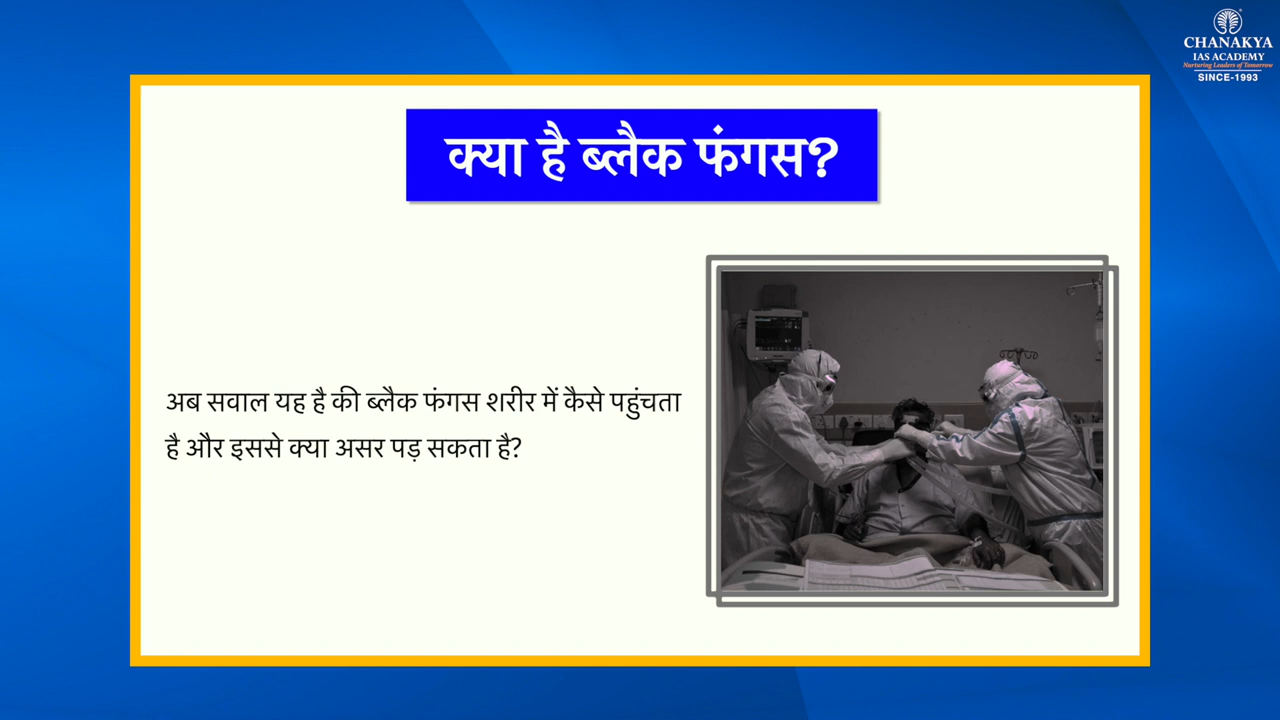 CHANAKYA
IAS ACADEMY
Nurturing Leaders of Tomorrow
SINCE-1993
क्या है ब्लैक फंगस?
अब सवाल यह है की ब्लैक फंगस शरीर में कैसे पहुंचता
है और इससे क्या असर पड़ सकता है?